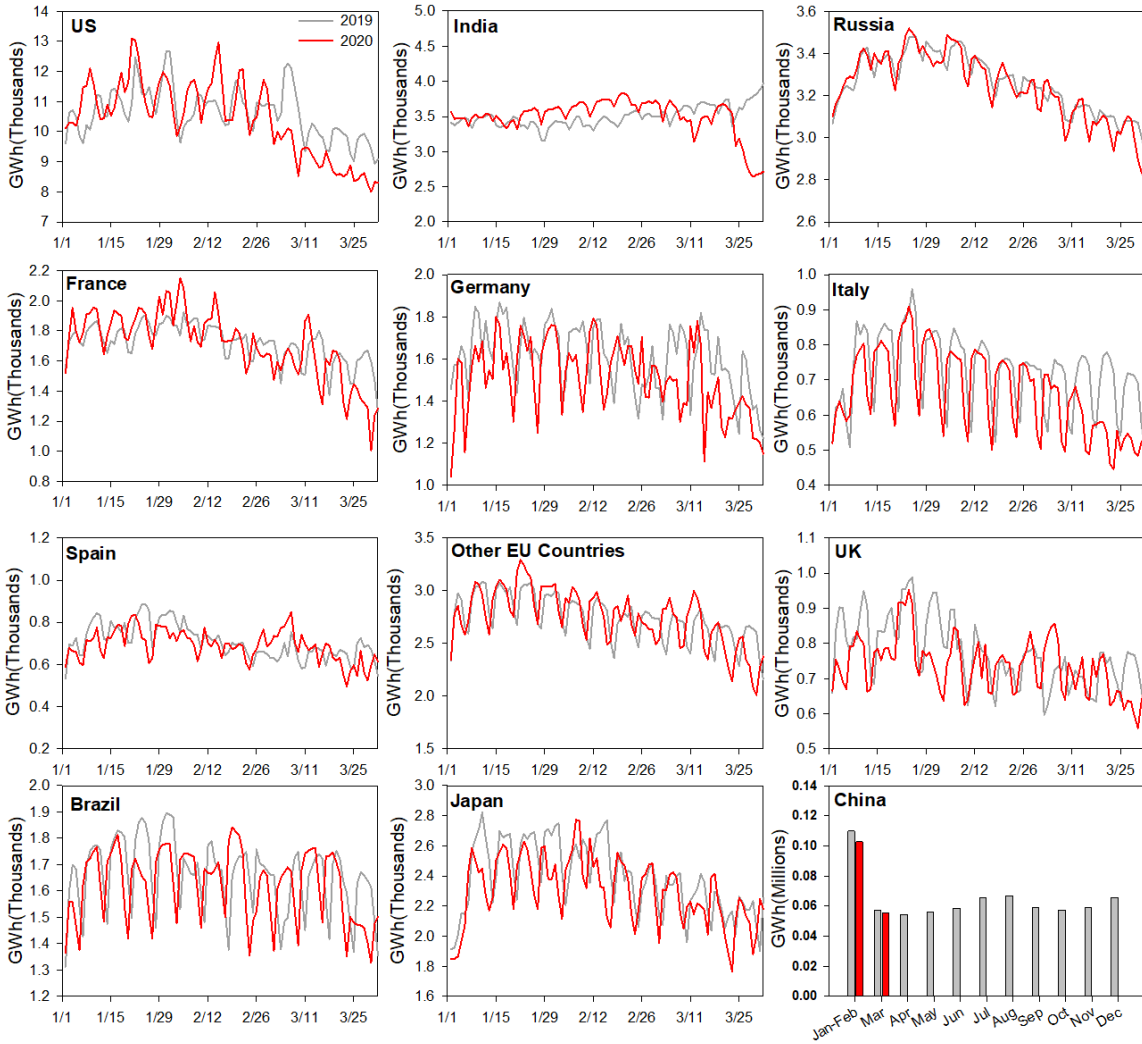 US
2019
2020
GWh(Thousands)
14
13
12
11
10
9
8
7
1/1 1/15 1/29 2/12 2/26 3/11 3/25
India
GWh(Thousands)
5.0
4.5
4.0
3.5
3.0
2.5
2.0
1/1 1/15 1/29 2/12 2/26 3/11 3/25
Russia
GWh(Thousands)
3.6
3.4
3.2
3.0
2.8
2.6
1/1 1/15 1/29 2/12 2/26 3/11 3/25
France
GWh(Thousands)
2.2
2.0
1.8
1.6
1.4
1.2
1.0
0.8
1/1 1/15 1/29 2/12 2/26 3/11 3/25
Germany
GWh(Thousands)
2.0
1.8
1.6
1.4
1.2
1.0
1/1 1/15 1/29 2/12 2/26 3/11 3/25
Italy
GWh(Thousands)
1.0
0.9
0.8
0.7
0.6
0.5
0.4
1/1 1/15 1/29 2/12 2/26 3/11 3/25
Spain
GWh(Thousands)
1.2
1.0
0.8
0.6
0.4
0.2
1/1 1/15 1/29 2/12 2/26 3/11 3/25
Other EU Countries
GWh(Thousands)
3.5
3.0
2.5
2.0
1.5
1/1 1/15 1/29 2/12 2/26 3/11 3/25
UK
GWh(Thousands)
1.1
1.0
0.9
0.8
0.7
0.6
0.5
1/1 1/15 1/29 2/12 2/26 3/11 3/25
Brazil
GWh(Thousands)
2.0
1.9
1.8
1.7
1.6
1.5
1.4
1.3
1.2
1/1 1/15 1/29 2/12 2/26 3/11 3/25
Japan
GWh(Thousands)
3.0
2.8
2.6
2.4
2.2
2.0
1.8
1.6
1/1 1/15 1/29 2/12 2/26 3/11 3/25
China
GWh(Millions)
0.14
0.12
0.10
0.08
0.06
0.04
0.02
0.00
Jan-Feb Mar Apr May Jun Jul Aug Sep Oct Nov Dec